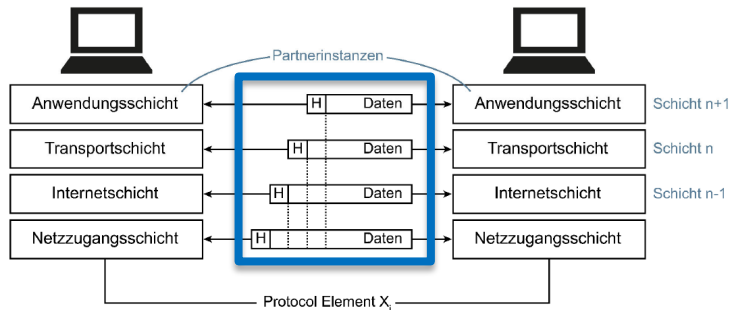 Partnerinstanzen
Anwendungsschicht H Daten Anwendungsschicht Schicht n+1
Transportschicht H Daten Transportschicht Schicht n
Internetschicht H Daten Internetschicht Schicht n-1
Netzzugangsschicht H Daten Netzzugangsschicht
Protocol Element Xi